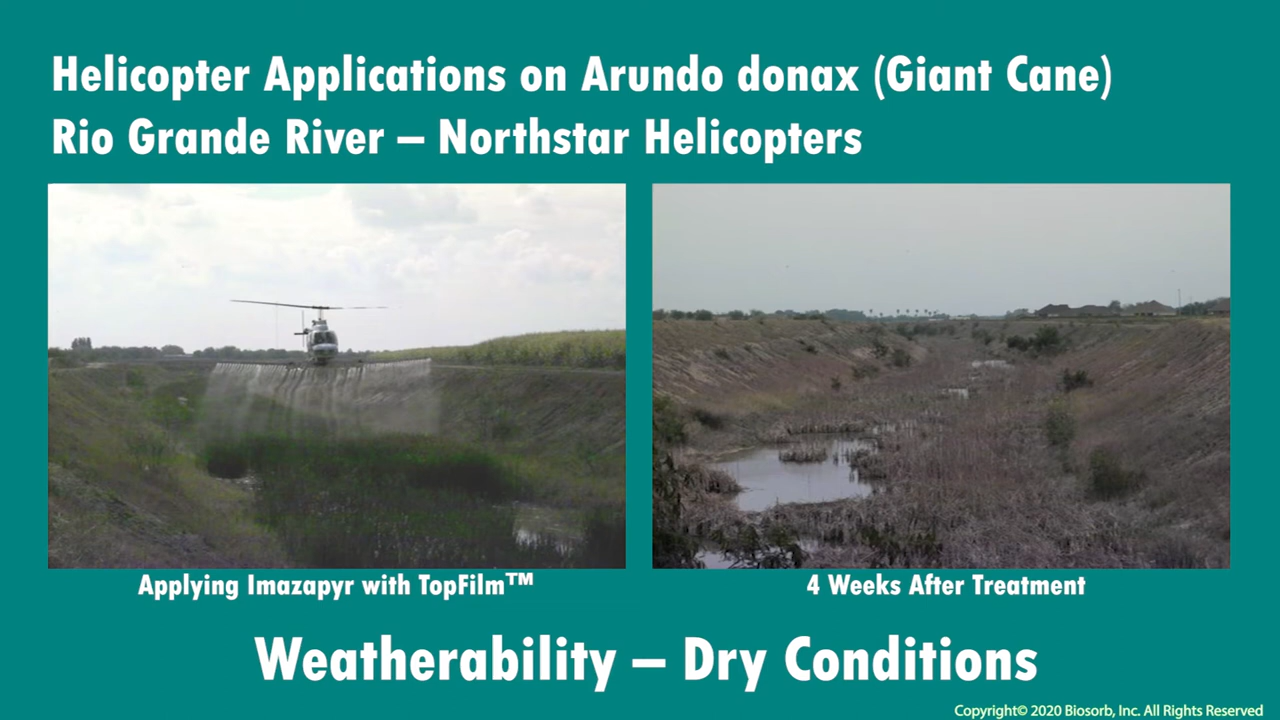 Helicopter Applications on Arundo donax (Giant Cane)
Rio Grande River – Northstar Helicopters
Applying Imazapyr with TopFilm™
4 Weeks After Treatment
Weatherability – Dry Conditions
Copyright© 2020 Biosorb, Inc. All Rights Reserved